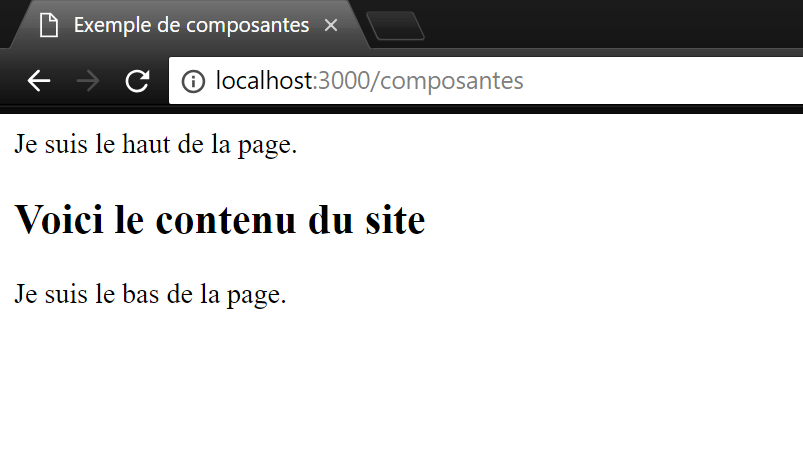 Exemple de composantes
localhost:3000/composantes
Je suis le haut de la page.
Voici le contenu du site
Je suis le bas de la page.